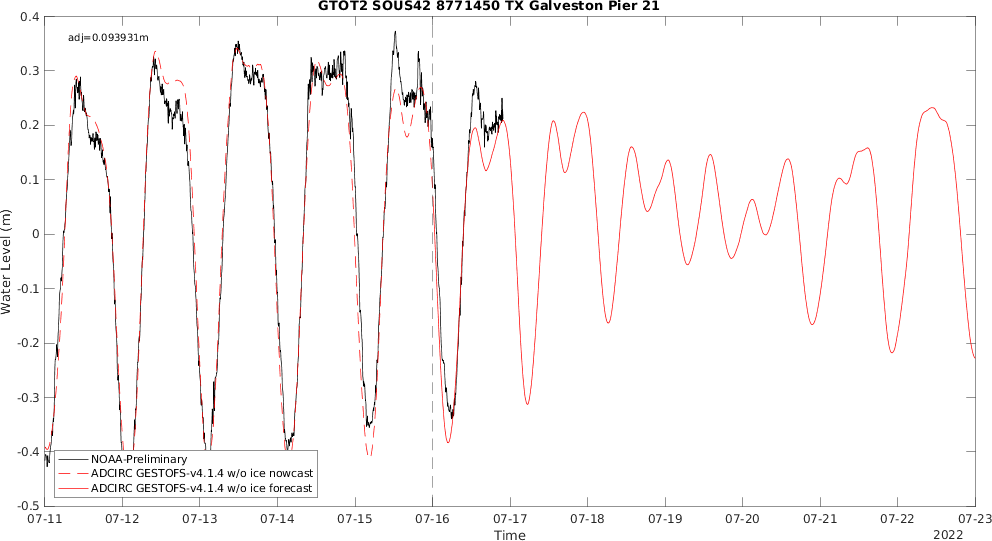 GTOT2 SOUS42 8771450 TX Galveston Pier 21
adj=0.093931m
0.4
0.3
0.2
0.1
0
-0.1
-0.2
-0.3
-0.4
-0.5
Water Level (m)
NOAA-Preliminary
ADCIRC GESTOFS-v4.1.4 w/o ice nowcast
ADCIRC GESTOFS-v4.1.4 w/o ice forecast
07-11 07-12 07-13 07-14 07-15 07-16 07-17 07-18 07-19 07-20 07-21 07-22 07-23
Time
2022